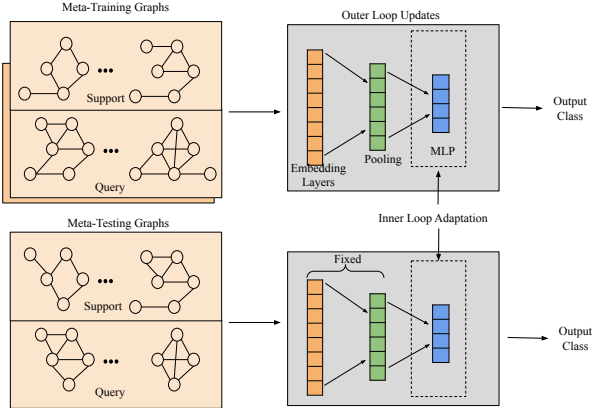 Meta-Training Graphs
Outer Loop Updates
Support
Query
Embedding
Layers
Pooling
MLP
Output
Class
Inner Loop Adaptation
Meta-Testing Graphs
Support
Query
Fixed
Output
Class